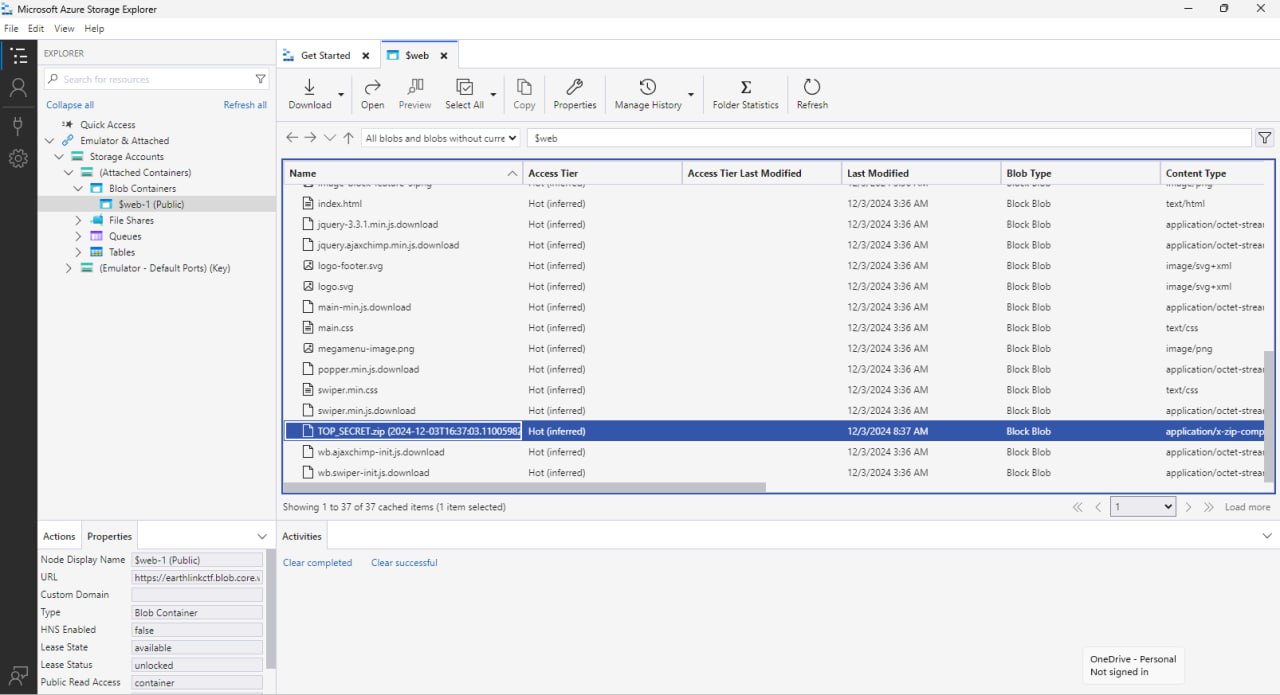 Microsoft Azure Storage Explorer
File Edit View Help
EXPLORER
Search for resources
Collapse all Refresh all
Quick Access
Emulator & Attached
Storage Accounts
(Attached Containers)
Blob Containers
$web-1 (Public)
File Shares
Queues
Tables
(Emulator - Default Ports) (Key)
Get Started $web
Download Open Preview Select All Copy Properties Manage History Folder Statistics Refresh
All blobs and blobs without curre $web
Name Access Tier Access Tier Last Modified Last Modified Blob Type Content Type
index.html Hot (inferred) 12/3/2024 3:36 AM Block Blob text/html
jquery-3.3.1.min.js.download Hot (inferred) 12/3/2024 3:36 AM Block Blob application/octet-strea
jquery.ajaxchimp.min.js.download Hot (inferred) 12/3/2024 3:36 AM Block Blob application/octet-strea
logo-footer.svg Hot (inferred) 12/3/2024 3:36 AM Block Blob image/svg+xml
logo.svg Hot (inferred) 12/3/2024 3:36 AM Block Blob image/svg+xml
main-min.js.download Hot (inferred) 12/3/2024 3:36 AM Block Blob application/octet-strea
main.css Hot (inferred) 12/3/2024 3:36 AM Block Blob text/css
megamenu-image.png Hot (inferred) 12/3/2024 3:36 AM Block Blob image/png
popper.min.js.download Hot (inferred) 12/3/2024 3:36 AM Block Blob application/octet-strea
swiper.min.css Hot (inferred) 12/3/2024 3:36 AM Block Blob text/css
swiper.min.js.download Hot (inferred) 12/3/2024 3:36 AM Block Blob application/octet-strea
TOP_SECRET.zip (2024-12-03T16:37:03.1100598Z Hot (inferred) 12/3/2024 8:37 AM Block Blob application/x-zip-comp
wb.ajaxchimp-init.js.download Hot (inferred) 12/3/2024 3:36 AM Block Blob application/octet-strea
wb.swiper-init.js.download Hot (inferred) 12/3/2024 3:36 AM Block Blob application/octet-strea
Showing 1 to 37 of 37 cached items (1 item selected) 1 Load more
Actions Properties
Node Display Name $web-1 (Public)
URL https://earthlinkctf.blob.core.
Custom Domain
Type Blob Container
HNS Enabled false
Lease State available
Lease Status unlocked
Public Read Access container
Activities
Clear completed Clear successful
OneDrive - Personal
Not signed in